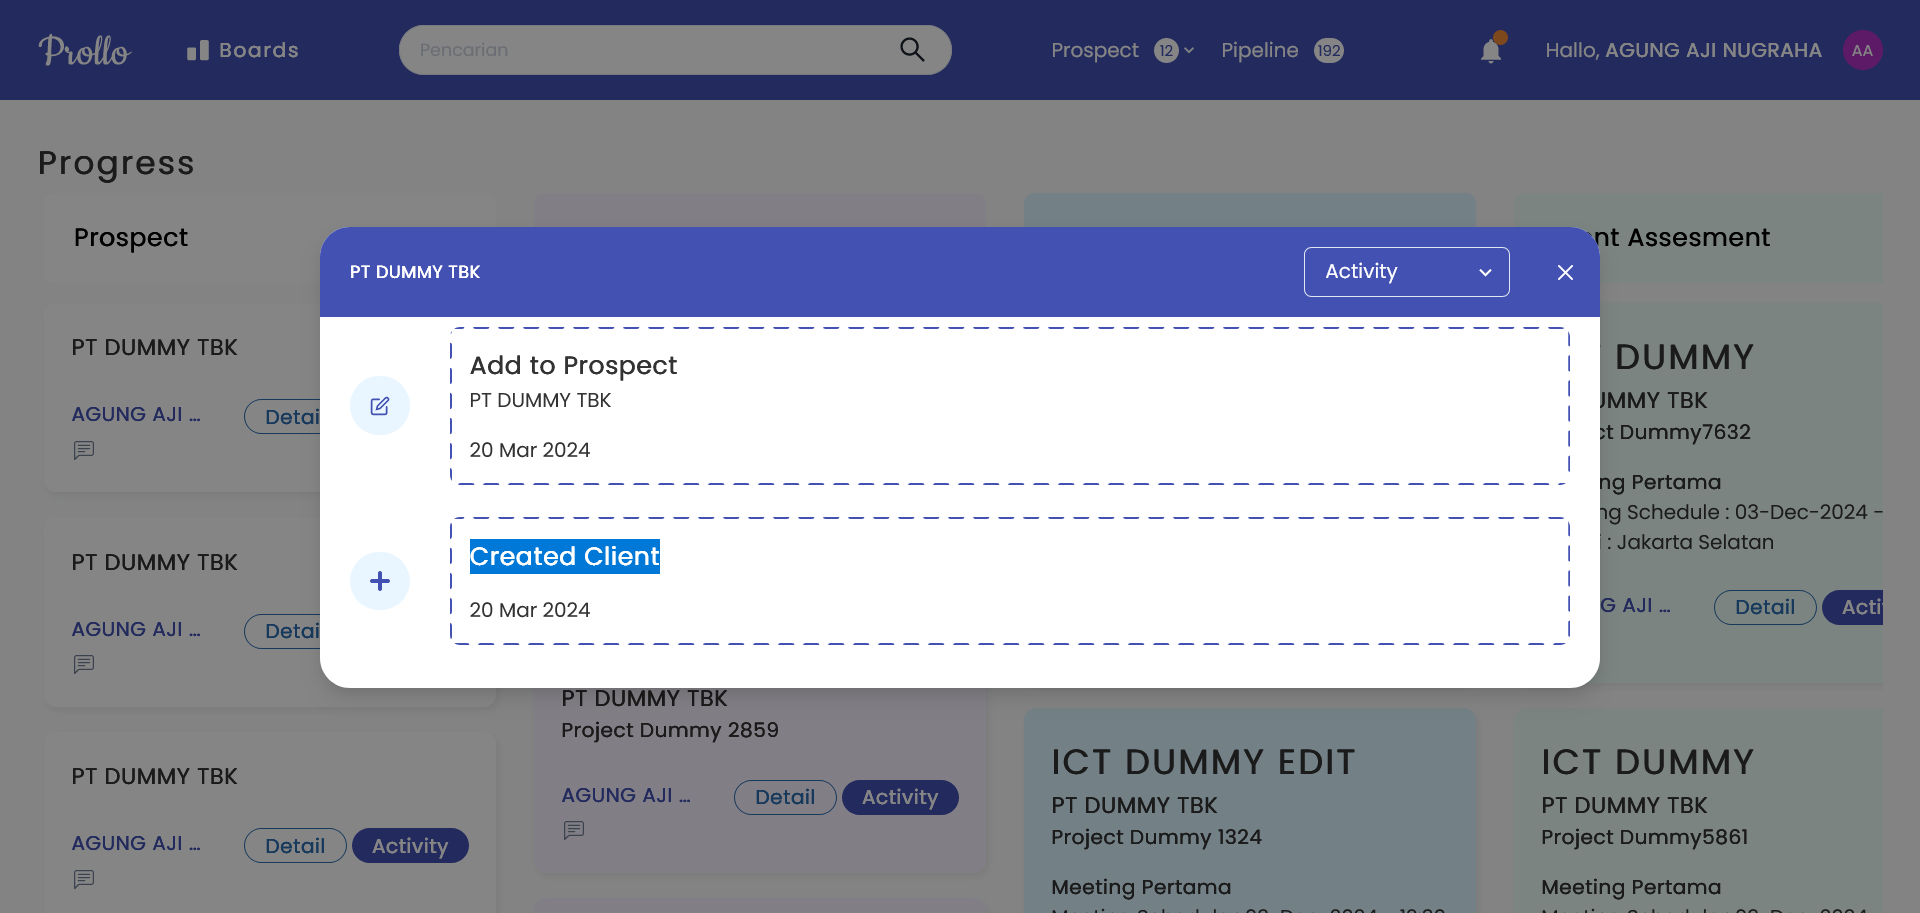 Prollo
Boards
Pencarian
Prospect 12
Pipeline 192
Hallo, AGUNG AJI NUGRAHA
AA
Progress
Prospect
nt Assesment
PT DUMMY TBK
Activity
Add to Prospect
PT DUMMY TBK
20 Mar 2024
Created Client
20 Mar 2024
PT DUMMY TBK
AGUNG AJI ...
Detai
PT DUMMY TBK
AGUNG AJI ...
Detai
PT DUMMY TBK
AGUNG AJI ...
Detail
Activity
PT DUMMY TBK
Project Dummy 2859
AGUNG AJI ...
Detail
Activity
ICT DUMMY EDIT
PT DUMMY TBK
Project Dummy 1324
Meeting Pertama
DUMMY
UMMY TBK
ct Dummy7632
ng Pertama
ng Schedule : 03-Dec-2024 -
: Jakarta Selatan
G AJI ...
Detail
Acti
ICT DUMMY
PT DUMMY TBK
Project Dummy5861
Meeting Pertama